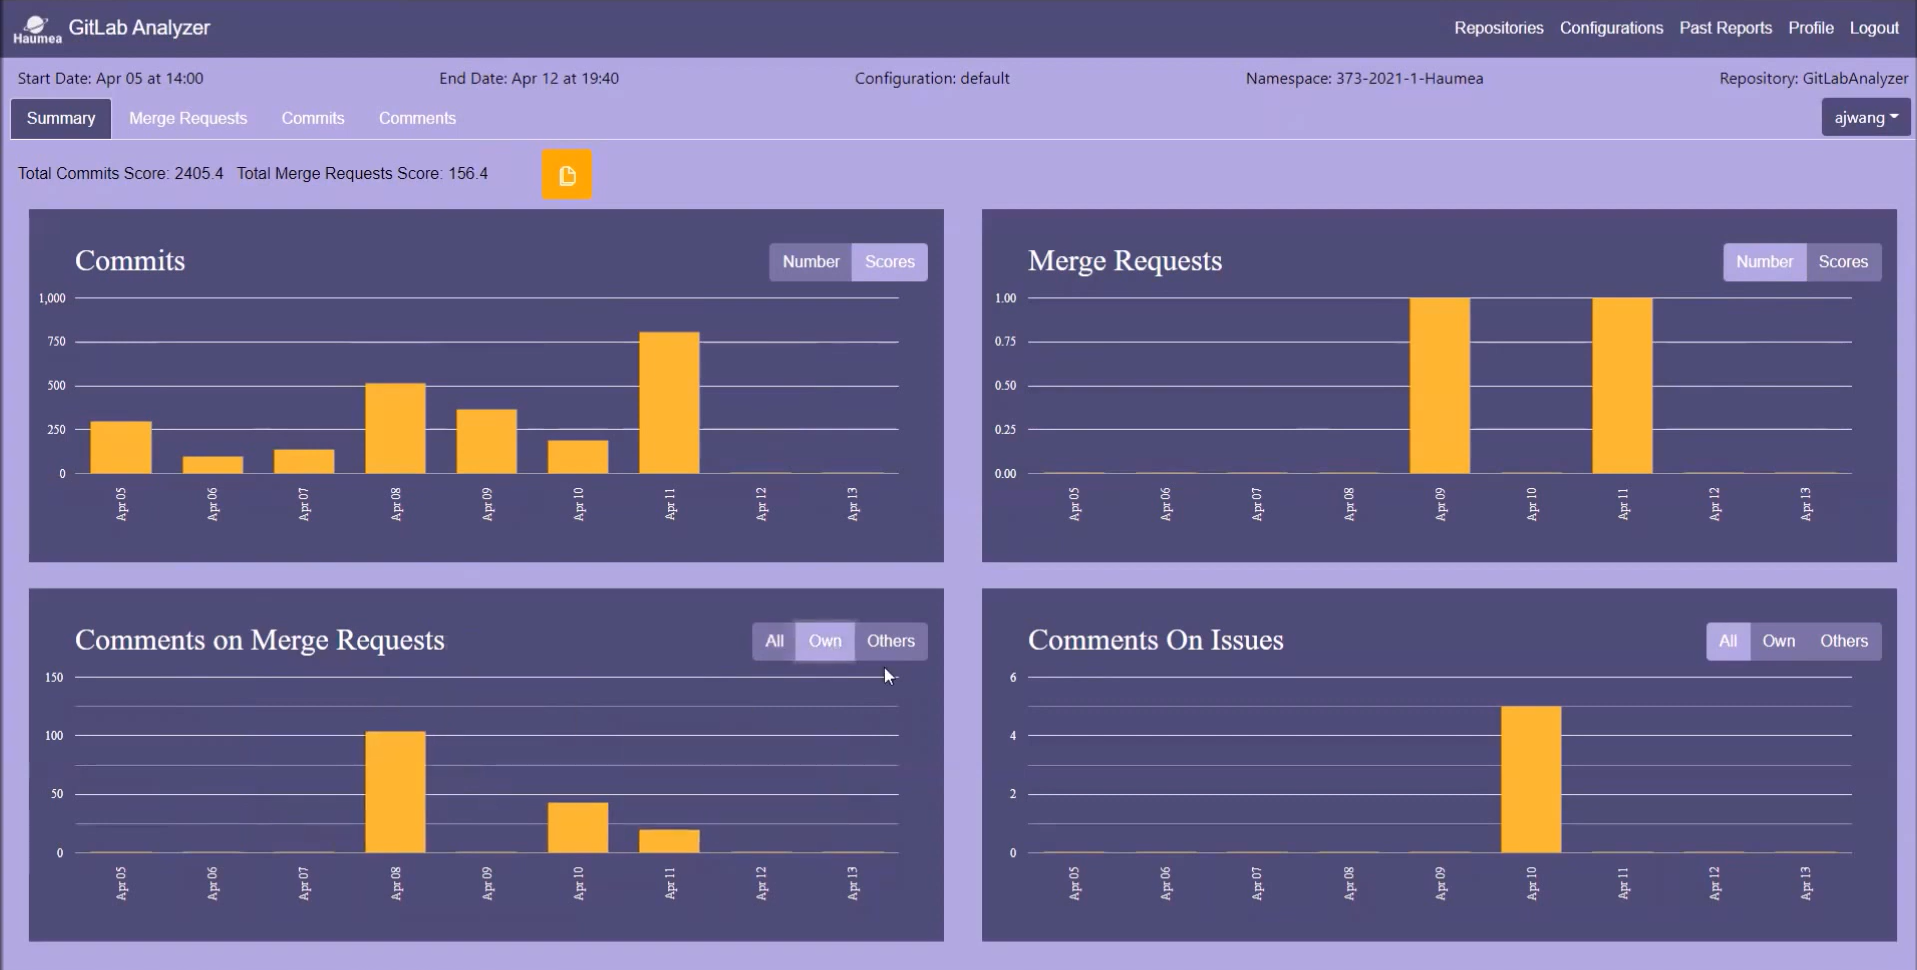 Haumea GitLab Analyzer Repositories Configurations Past Reports Profile Logout
Start Date: Apr 05 at 14:00 End Date: Apr 12 at 19:40 Configuration: default Namespace: 373-2021-1-Haumea Repository: GitLabAnalyzer
Summary Merge Requests Commits Comments ajwang
Total Commits Score: 2405.4 Total Merge Requests Score: 156.4
Commits Number Scores
1,000
750
500
250
0
Apr 05 Apr 06 Apr 07 Apr 08 Apr 09 Apr 10 Apr 11 Apr 12 Apr 13
Merge Requests Number Scores
1.00
0.75
0.50
0.25
0.00
Apr 05 Apr 06 Apr 07 Apr 08 Apr 09 Apr 10 Apr 11 Apr 12 Apr 13
Comments on Merge Requests All Own Others
150
100
50
0
Apr 05 Apr 06 Apr 07 Apr 08 Apr 09 Apr 10 Apr 11 Apr 12 Apr 13
Comments On Issues All Own Others
6
4
2
0
Apr 05 Apr 06 Apr 07 Apr 08 Apr 09 Apr 10 Apr 11 Apr 12 Apr 13